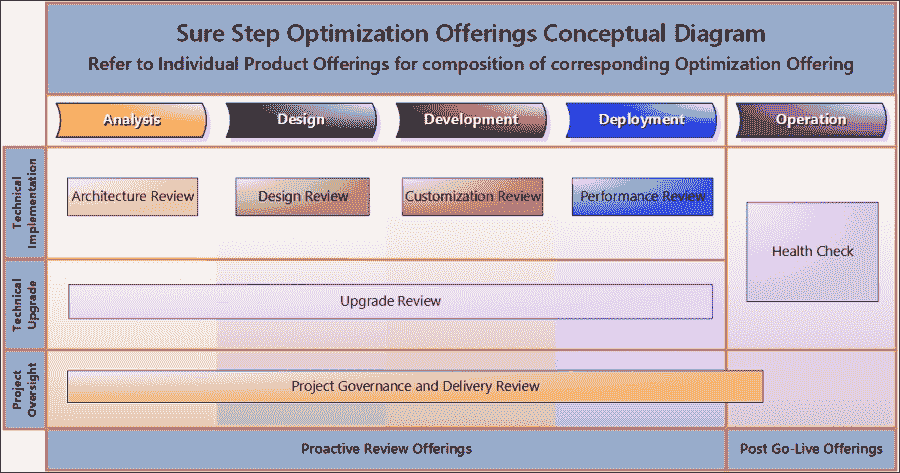 Sure Step Optimization Offerings Conceptual Diagram
Refer to Individual Product Offerings for composition of corresponding Optimization Offering
Analysis
Design
Development
Deployment
Operation
Technical
Implementation
Architecture Review
Design Review
Customization Review
Performance Review
Health Check
Technical
Upgrade
Upgrade Review
Project
Oversight
Project Governance and Delivery Review
Proactive Review Offerings
Post Go-Live Offerings